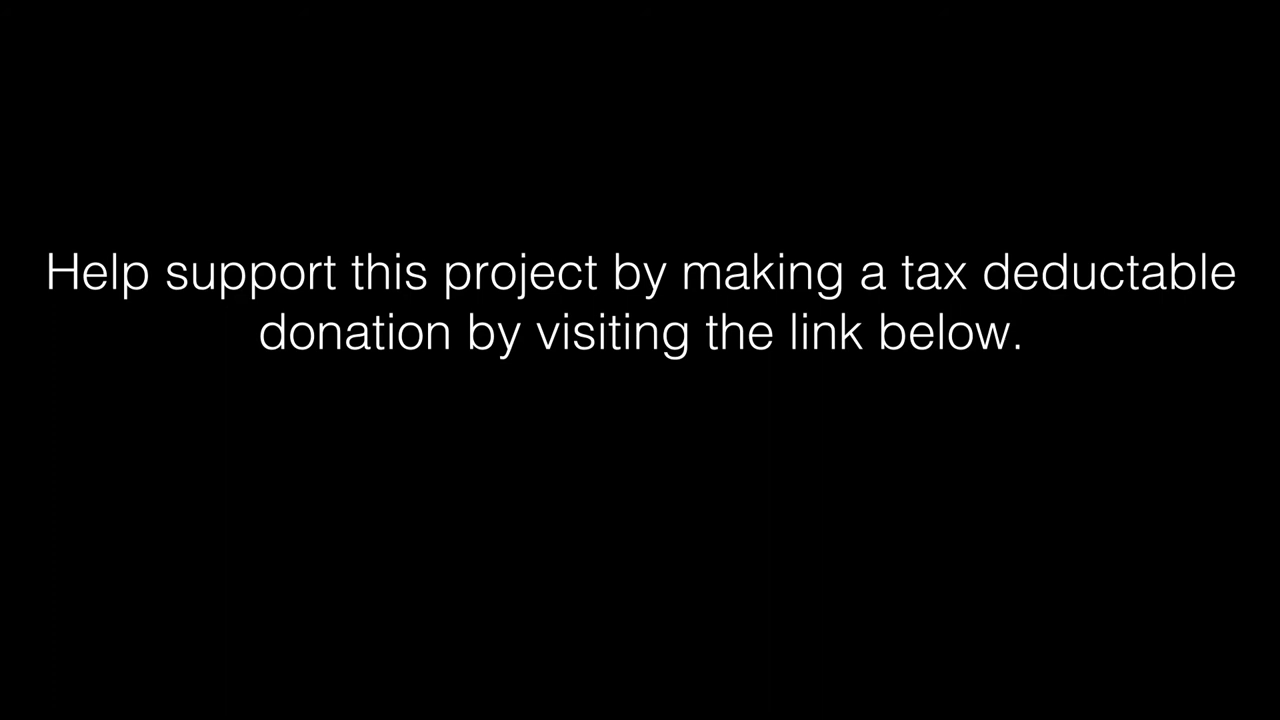 Help support this project by making a tax deductable
donation by visiting the link below.